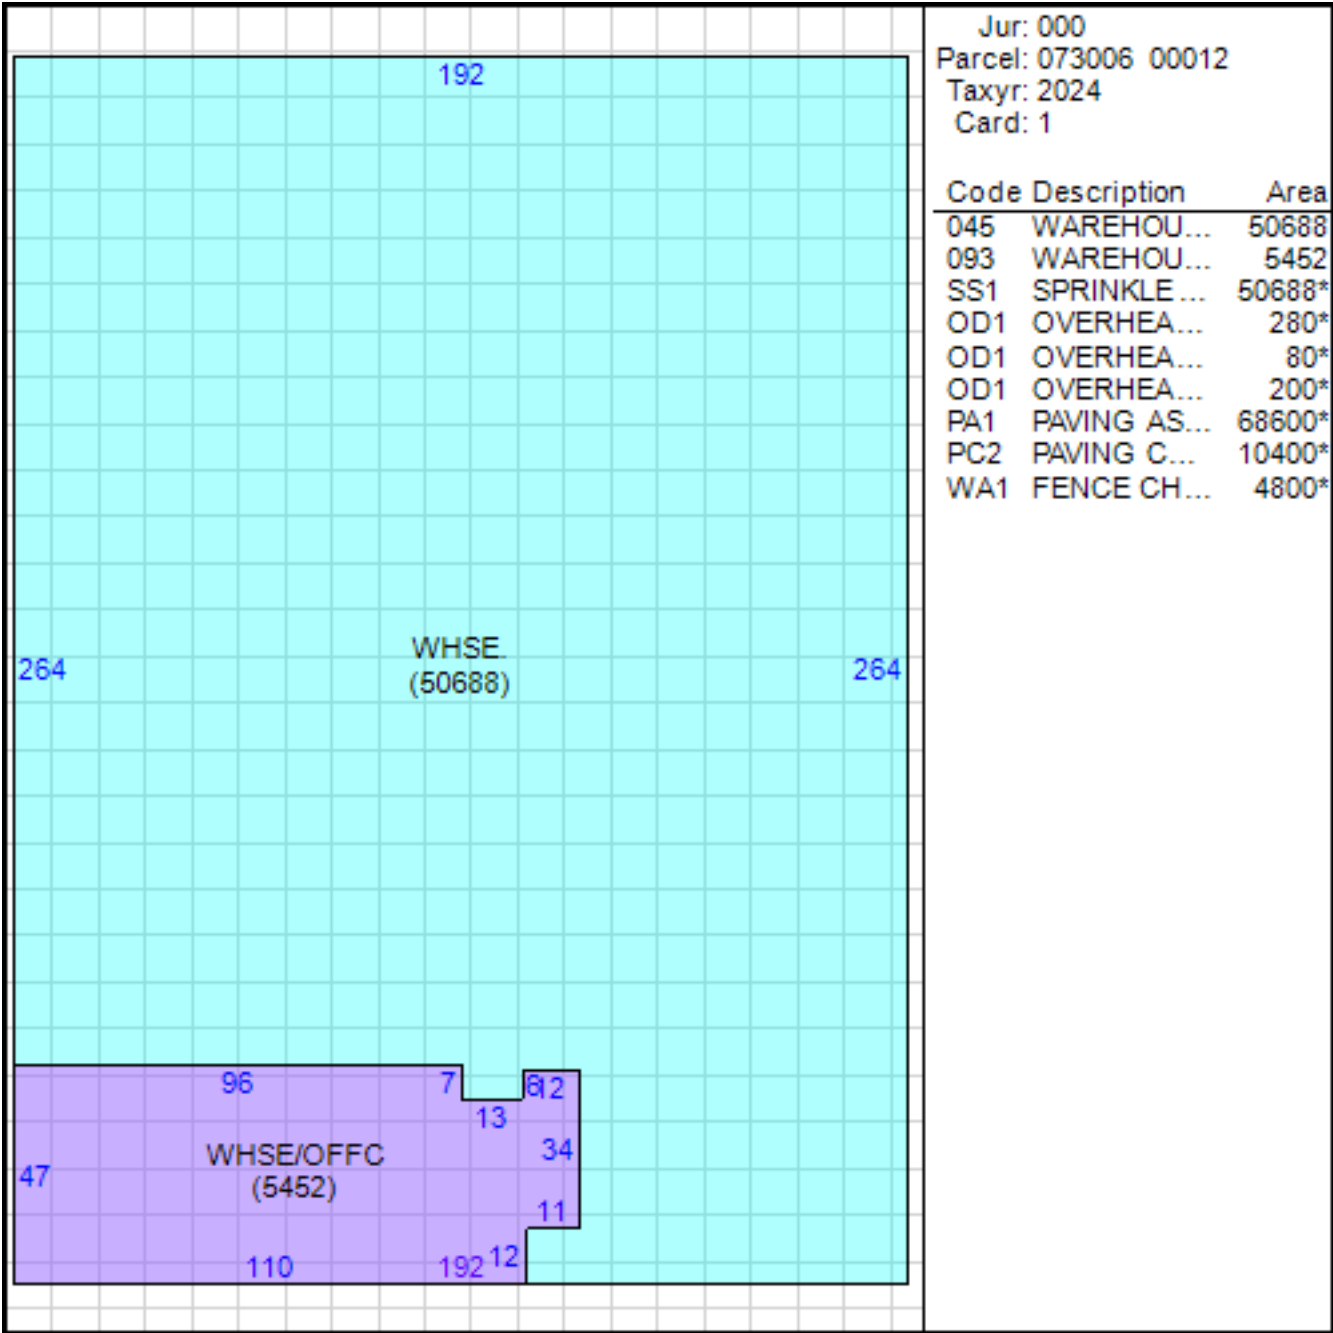 192
264
WHSE.
(50688)
264
96
7
8
12
13
34
WHSE/OFFC
(5452)
47
11
110
192
12
Jur: 000
Parcel: 073006 00012
Taxyr: 2024
Card: 1
Code Description Area
045 WAREHOU... 50688
093 WAREHOU... 5452
SS1 SPRINKLE ... 50688*
OD1 OVERHEA... 280*
OD1 OVERHEA... 80*
OD1 OVERHEA... 200*
PA1 PAVING AS... 68600*
PC2 PAVING C... 10400*
WA1 FENCE CH... 4800*